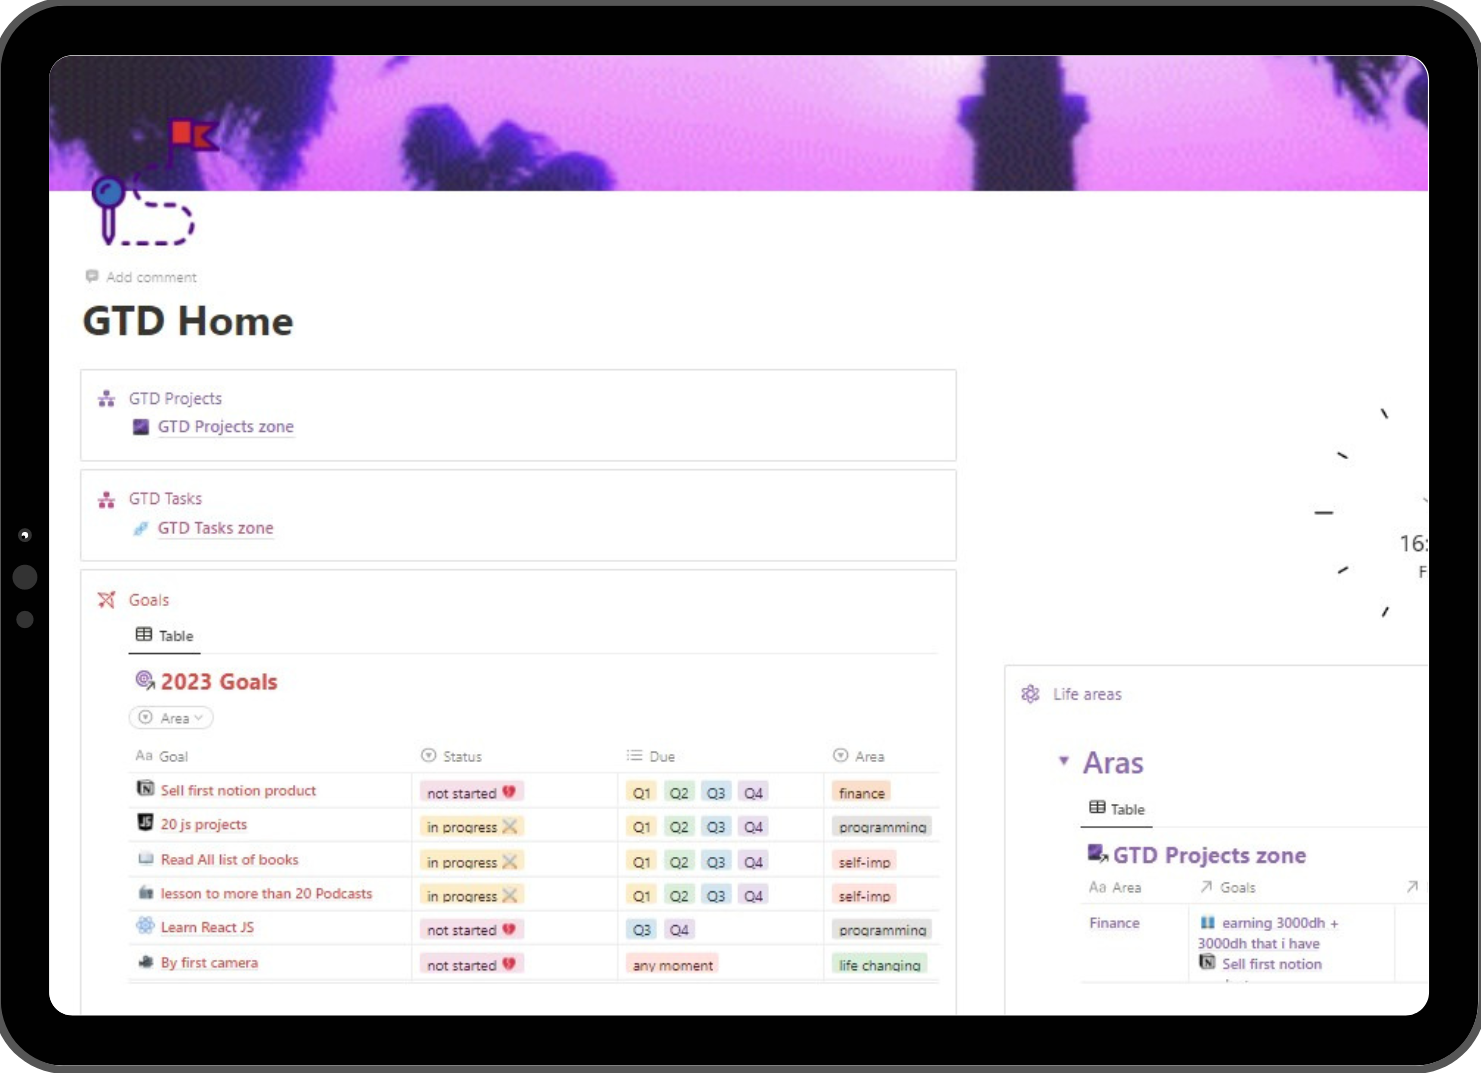 Add comment
GTD Home
GTD Projects
GTD Projects zone
GTD Tasks
GTD Tasks zone
Goals
Table
2023 Goals
Area
Aa Goal Status Due Area
Sell first notion product not started Q1 Q2 Q3 Q4 finance
JS 20 js projects in progress Q1 Q2 Q3 Q4 programming
Read All list of books in progress Q1 Q2 Q3 Q4 self-imp
lesson to more than 20 Podcasts in progress Q1 Q2 Q3 Q4 self-imp
Learn React JS not started Q3 Q4 programming
By first camera not started any moment life changing
16:
F
Life areas
Aras
Table
GTD Projects zone
Aa Area Goals
Finance earning 3000dh +
3000dh that i have
Sell first notion